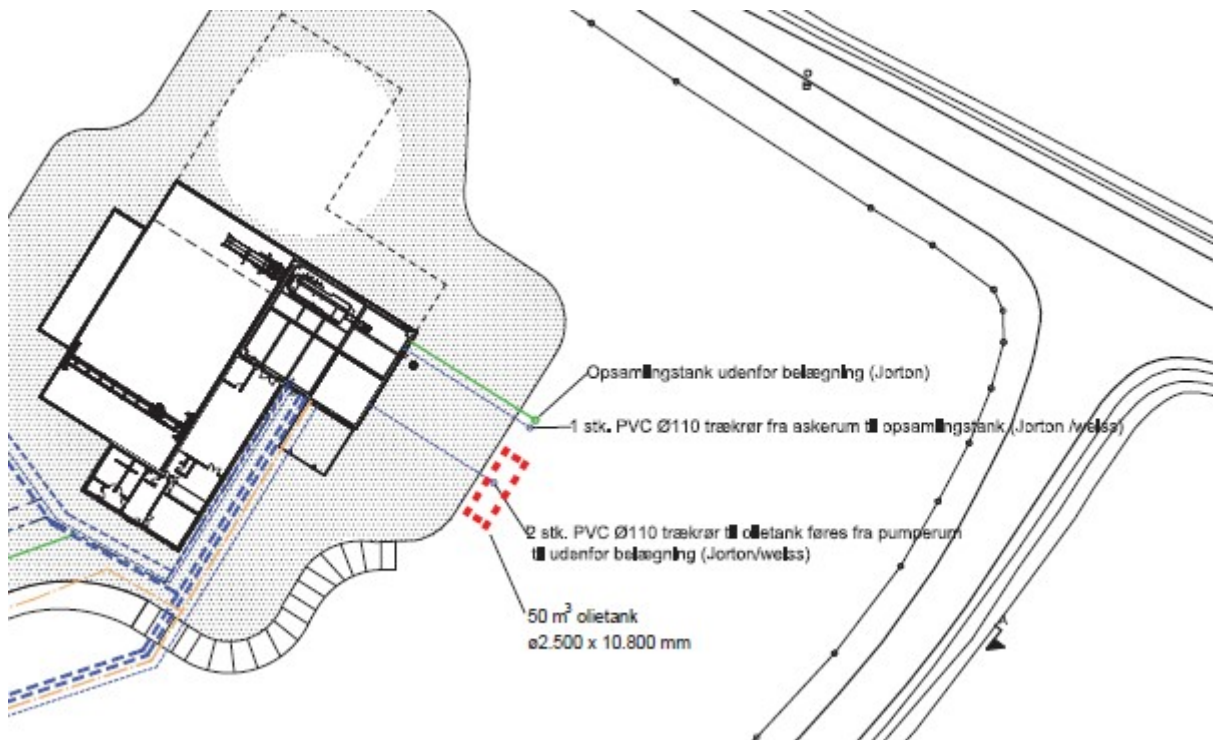 Opsamlingstank udenfor belægning (Jorton)
1 stk. PVC Ø110 trækrør fra askerum til opsamlingstank (Jorton /weiss)
2 stk. PVC Ø110 trækrør til olietank føres fra pumperum
til udenfor belægning (Jorton/weiss)
50 m³ olietank
ø2.500 x 10.800 mm
A